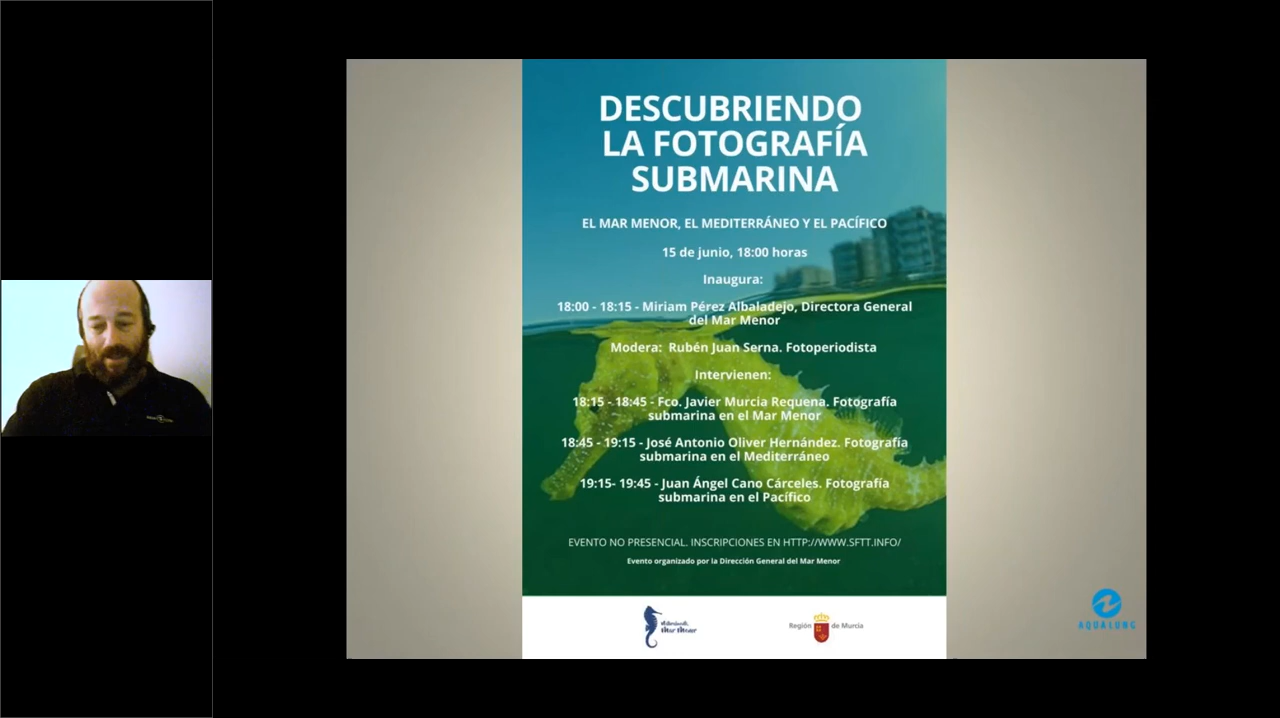 DESCUBRIENDO
LA FOTOGRAFÍA
SUBMARINA
EL MAR MENOR, EL MEDITERRÁNEO Y EL PACÍFICO
15 de junio, 18:00 horas
Inaugura:
18:00 - 18:15 - Miriam Pérez Albaladejo, Directora General
del Mar Menor
Modera: Rubén Juan Serna. Fotoperiodista
Intervienen:
18:15 - 18:45 - Fco. Javier Murcia Requena. Fotografía
submarina en el Mar Menor
18:45 - 19:15 - José Antonio Oliver Hernández. Fotografía
submarina en el Mediterráneo
19:15- 19:45 - Juan Ángel Cano Cárceles. Fotografía
submarina en el Pacífico
EVENTO NO PRESENCIAL. INSCRIPCIONES EN HTTP://WWW.SFTT.INFO/
Evento organizado por la Dirección General del Mar Menor
Mar Menor
Región de Murcia
AQUALUNG